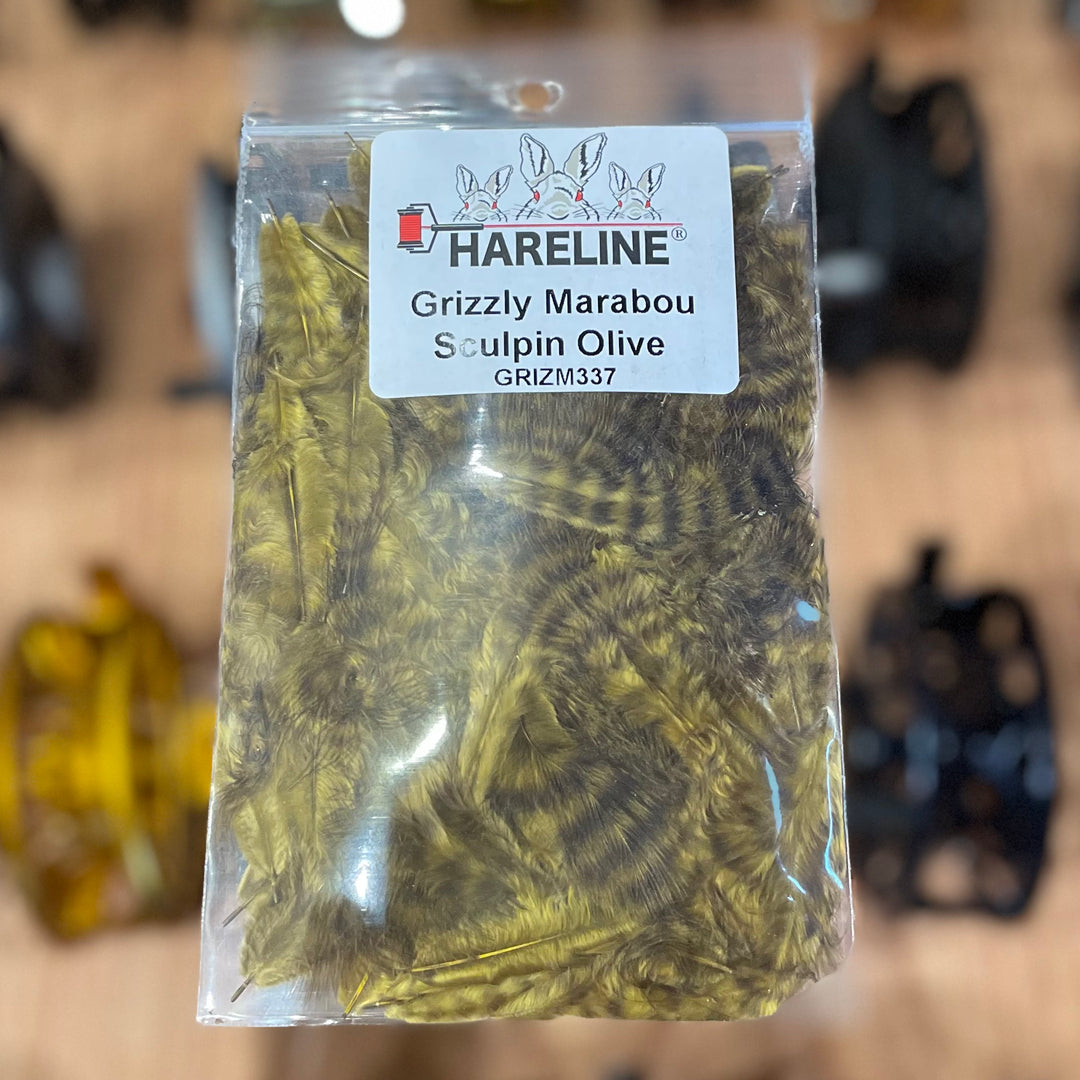 HARELINE®
Grizzly Marabou
Sculpin Olive
GRIZM337